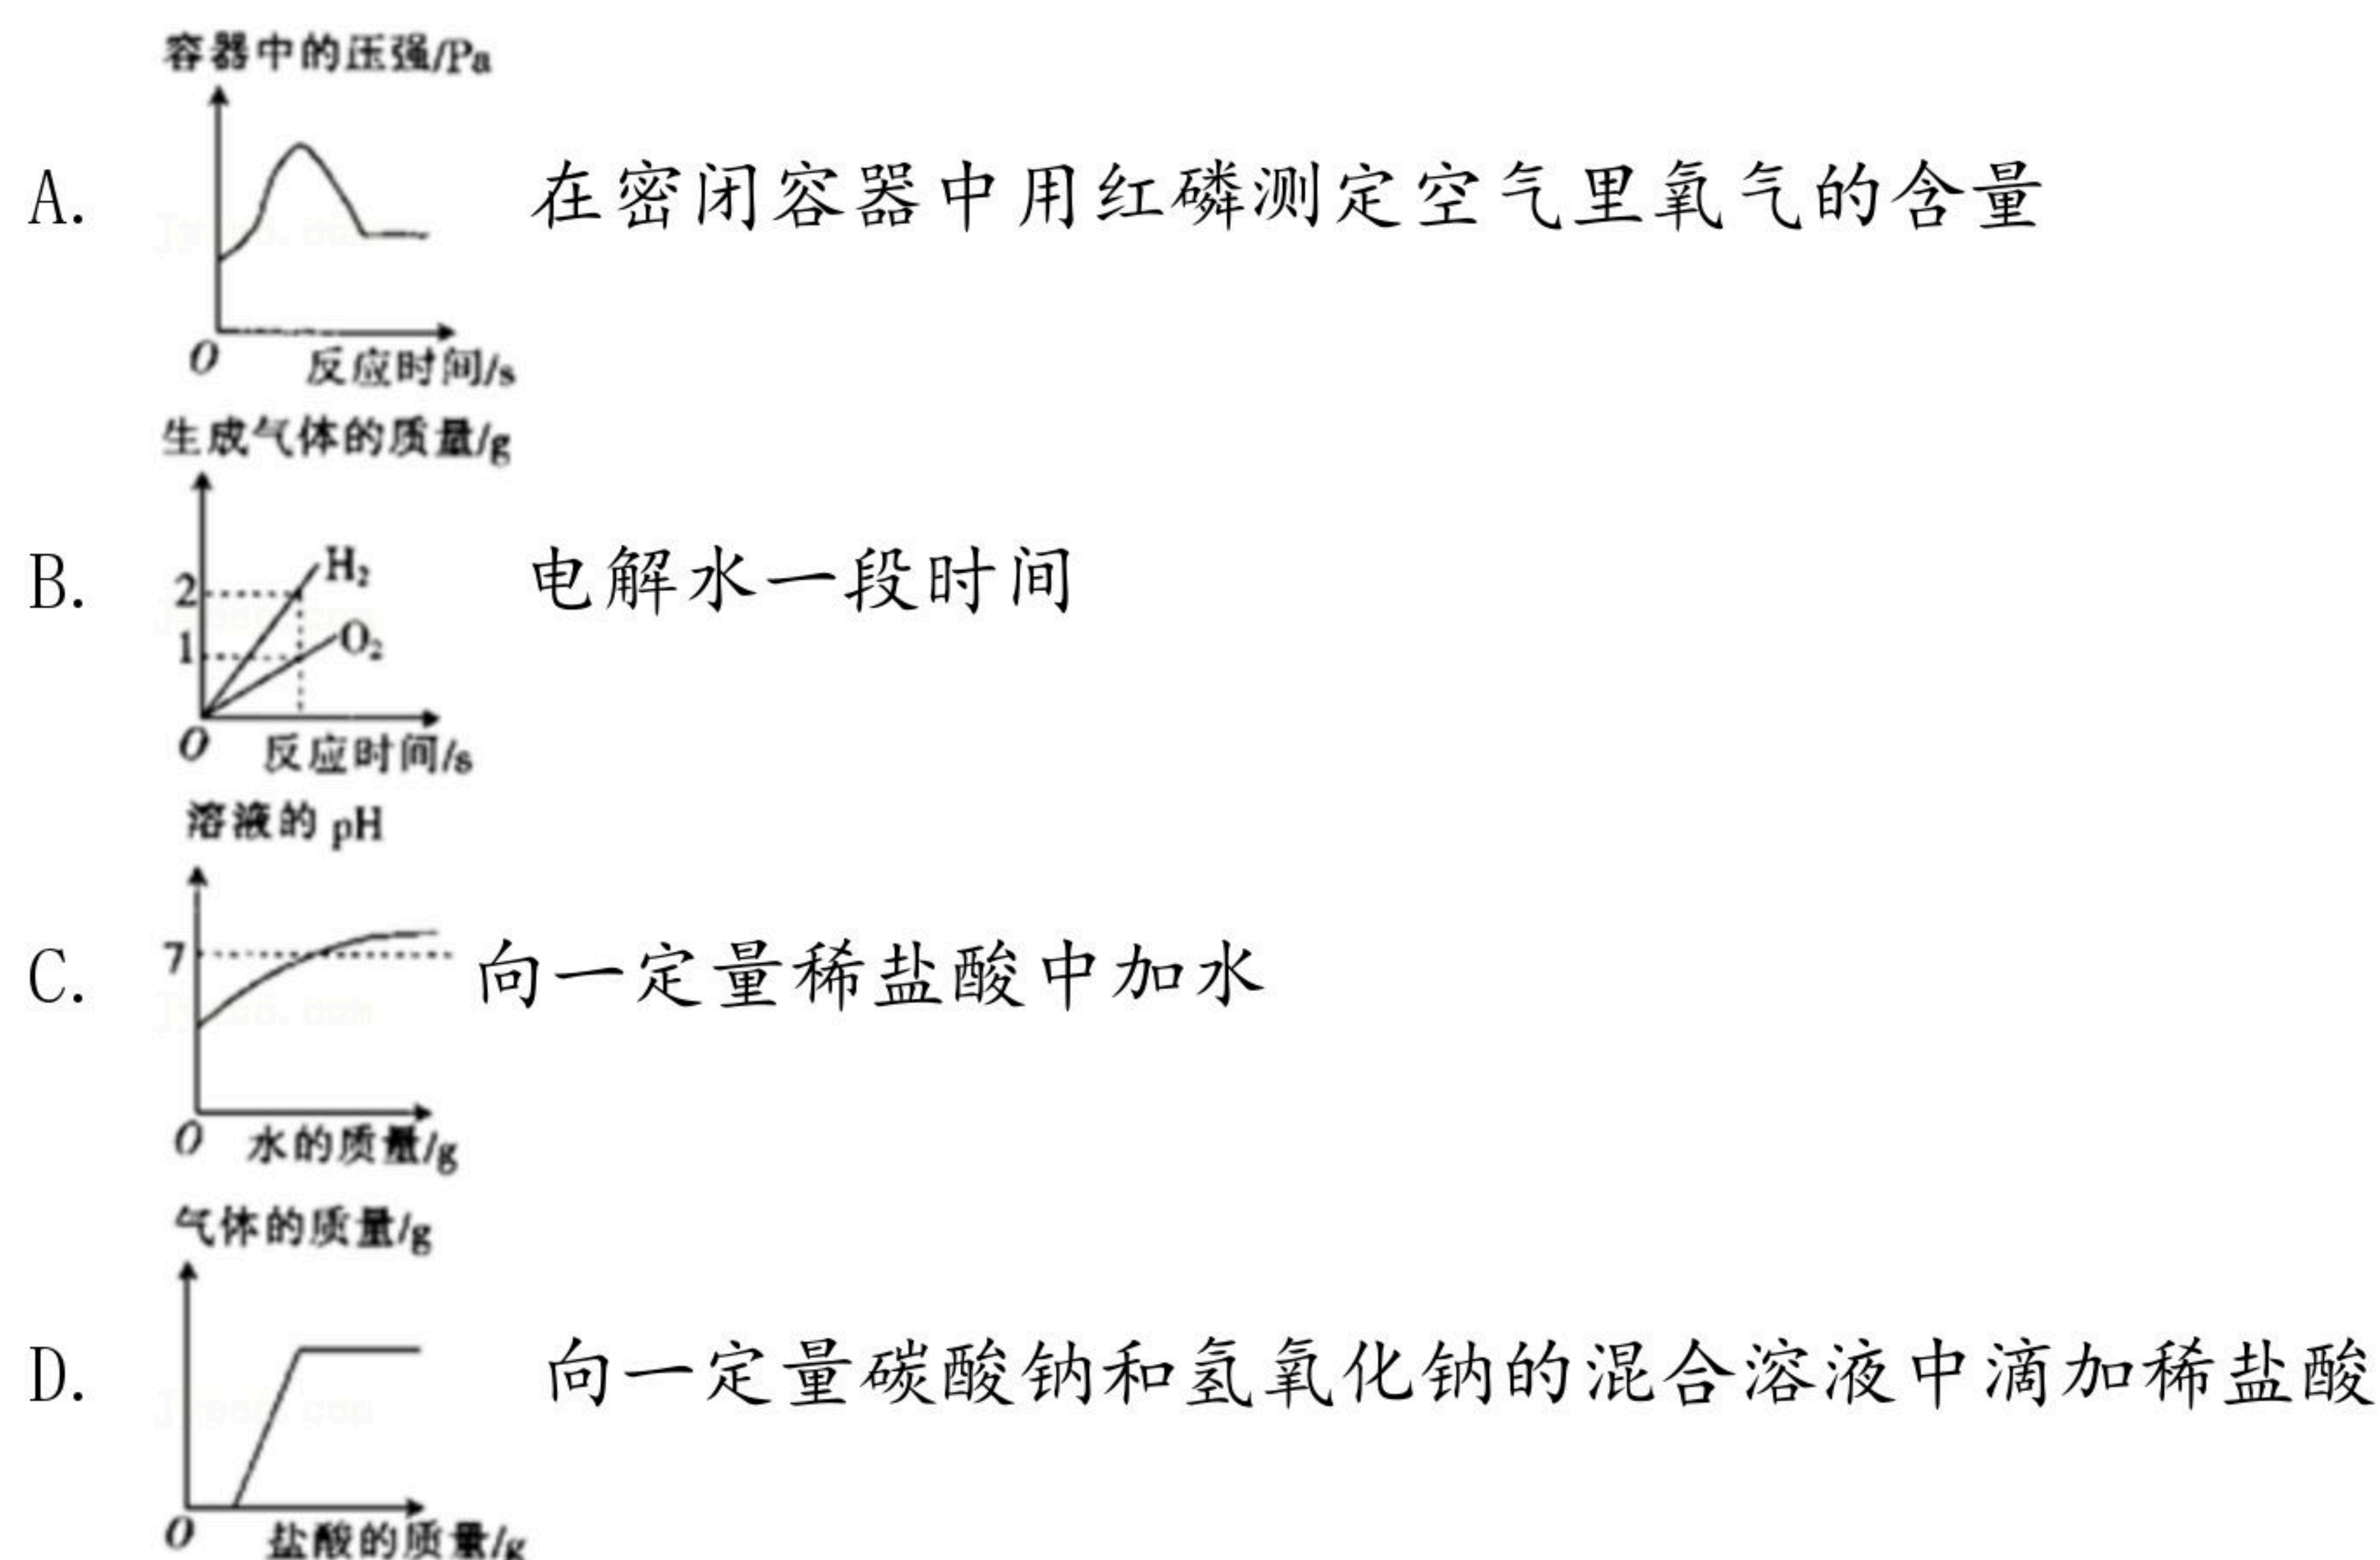 容器中的压强/Pa
A. 在密闭容器中用红磷测定空气里氧气的含量
O 反应时间/s
生成气体的质量/g
H₂
B. 2 电解水一段时间
1 O₂
O 反应时间/s
溶液的 pH
C. 7 向一定量稀盐酸中加水
O 水的质量/g
气体的质量/g
D. 向一定量碳酸钠和氢氧化钠的混合溶液中滴加稀盐酸
O 盐酸的质量/g